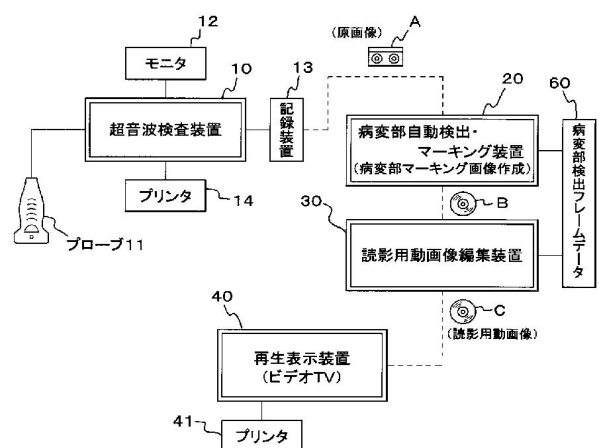 12
モニタ
(原画像)
A
10
13
超音波検査装置
記録装置
20
60
病変部自動検出・
マーキング装置
(病変部マーキング画像作成)
病変部検出フレームデータ
プリンタ
14
プローブ11
30
B
読影用動画像編集装置
C
(読影用動画像)
40
再生表示装置
(ビデオTV)
41
プリンタ